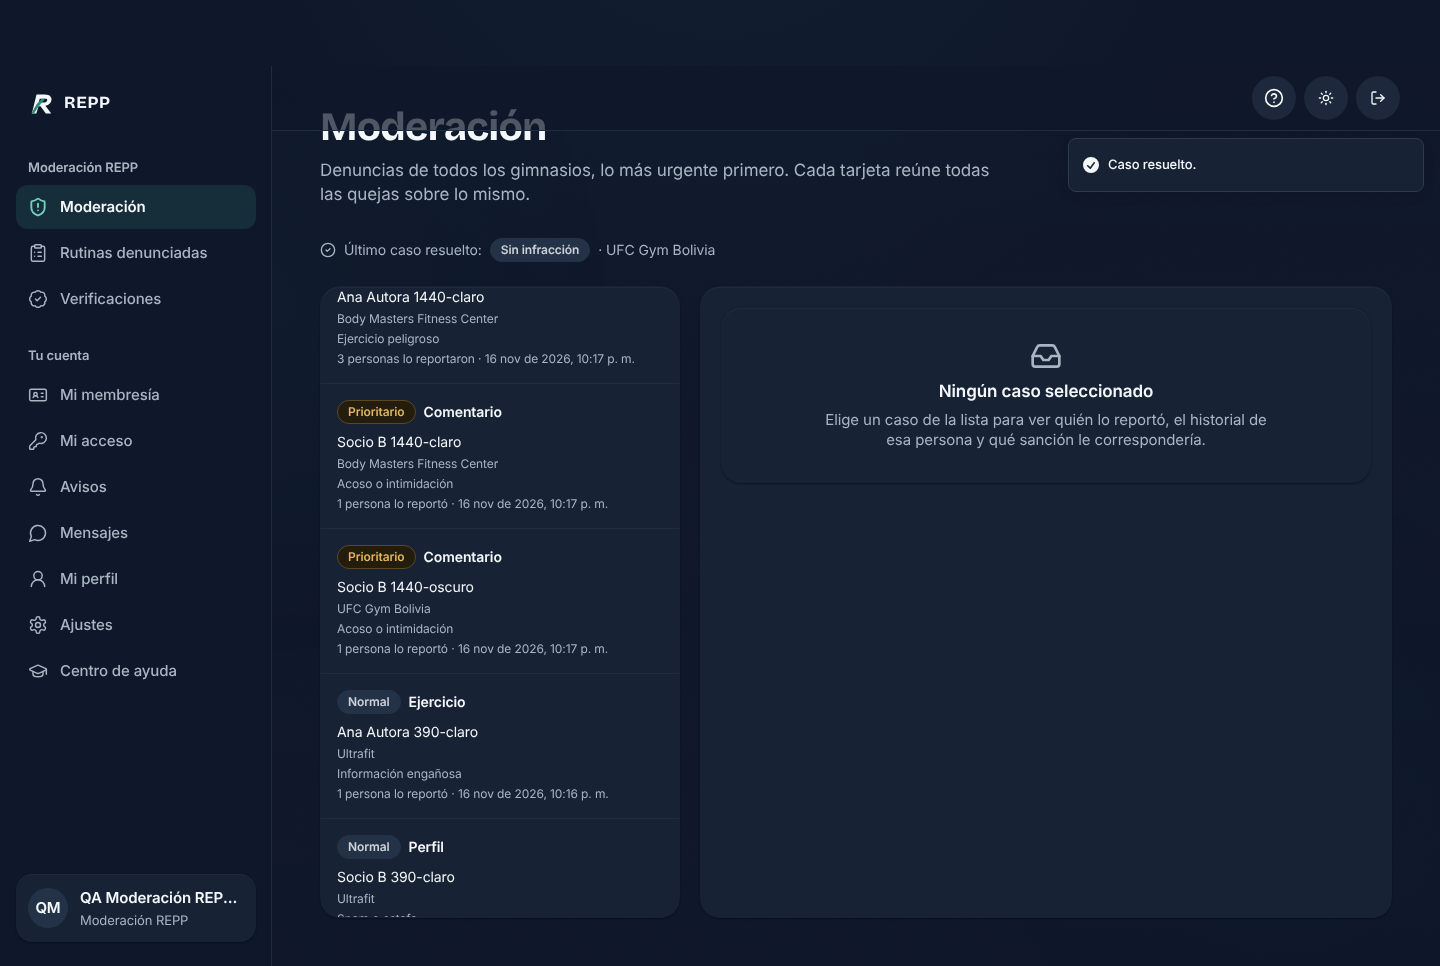 REPP
Moderación REPP
Moderación
Rutinas denunciadas
Verificaciones
Tu cuenta
Mi membresía
Mi acceso
Avisos
Mensajes
Mi perfil
Ajustes
Centro de ayuda
QM
QA Moderación REP...
Moderación REPP
Moderación
Denuncias de todos los gimnasios, lo más urgente primero. Cada tarjeta reúne todas
las quejas sobre lo mismo.
Caso resuelto.
Último caso resuelto: Sin infracción · UFC Gym Bolivia
Ana Autora 1440-claro
Body Masters Fitness Center
Ejercicio peligroso
3 personas lo reportaron · 16 nov de 2026, 10:17 p. m.
Prioritario Comentario
Socio B 1440-claro
Body Masters Fitness Center
Acoso o intimidación
1 persona lo reportó · 16 nov de 2026, 10:17 p. m.
Prioritario Comentario
Socio B 1440-oscuro
UFC Gym Bolivia
Acoso o intimidación
1 persona lo reportó · 16 nov de 2026, 10:17 p. m.
Normal Ejercicio
Ana Autora 390-claro
Ultrafit
Información engañosa
1 persona lo reportó · 16 nov de 2026, 10:16 p. m.
Normal Perfil
Socio B 390-claro
Ultrafit
Ningún caso seleccionado
Elige un caso de la lista para ver quién lo reportó, el historial de
esa persona y qué sanción le correspondería.